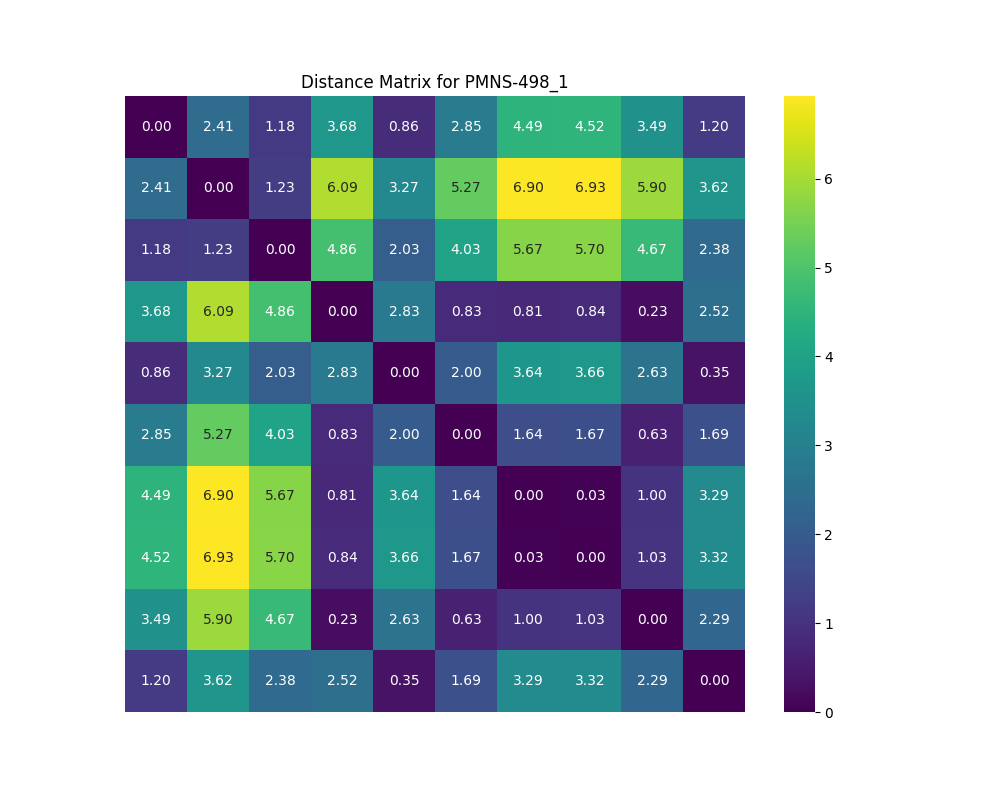 Distance Matrix for PMNS-498_1
0.00 2.41 1.18 3.68 0.86 2.85 4.49 4.52 3.49 1.20
2.41 0.00 1.23 6.09 3.27 5.27 6.90 6.93 5.90 3.62
1.18 1.23 0.00 4.86 2.03 4.03 5.67 5.70 4.67 2.38
3.68 6.09 4.86 0.00 2.83 0.83 0.81 0.84 0.23 2.52
0.86 3.27 2.03 2.83 0.00 2.00 3.64 3.66 2.63 0.35
2.85 5.27 4.03 0.83 2.00 0.00 1.64 1.67 0.63 1.69
4.49 6.90 5.67 0.81 3.64 1.64 0.00 0.03 1.00 3.29
4.52 6.93 5.70 0.84 3.66 1.67 0.03 0.00 1.03 3.32
3.49 5.90 4.67 0.23 2.63 0.63 1.00 1.03 0.00 2.29
1.20 3.62 2.38 2.52 0.35 1.69 3.29 3.32 2.29 0.00
6
5
4
3
2
1
0